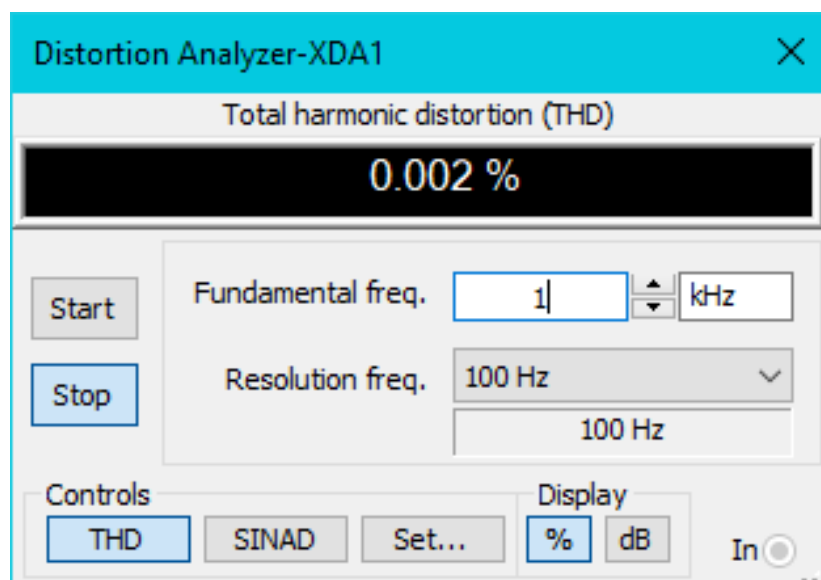 Distortion Analyzer-XDA1
Total harmonic distortion (THD)
0.002 %
Start
Fundamental freq. 1 kHz
Stop
Resolution freq. 100 Hz
100 Hz
Controls
THD SINAD Set...
Display
% dB
In